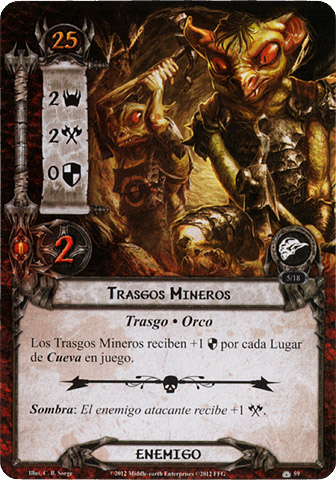 25
2
2
0
2
5/18
Trasgos Mineros
Trasgo • Orco
Los Trasgos Mineros reciben +1 por cada Lugar
de Cueva en juego.
Sombra: El enemigo atacante recibe +1 .
ENEMIGO
Illus. C. B. Sorge
©2012 Middle-earth Enterprises ©2012 FFG
59